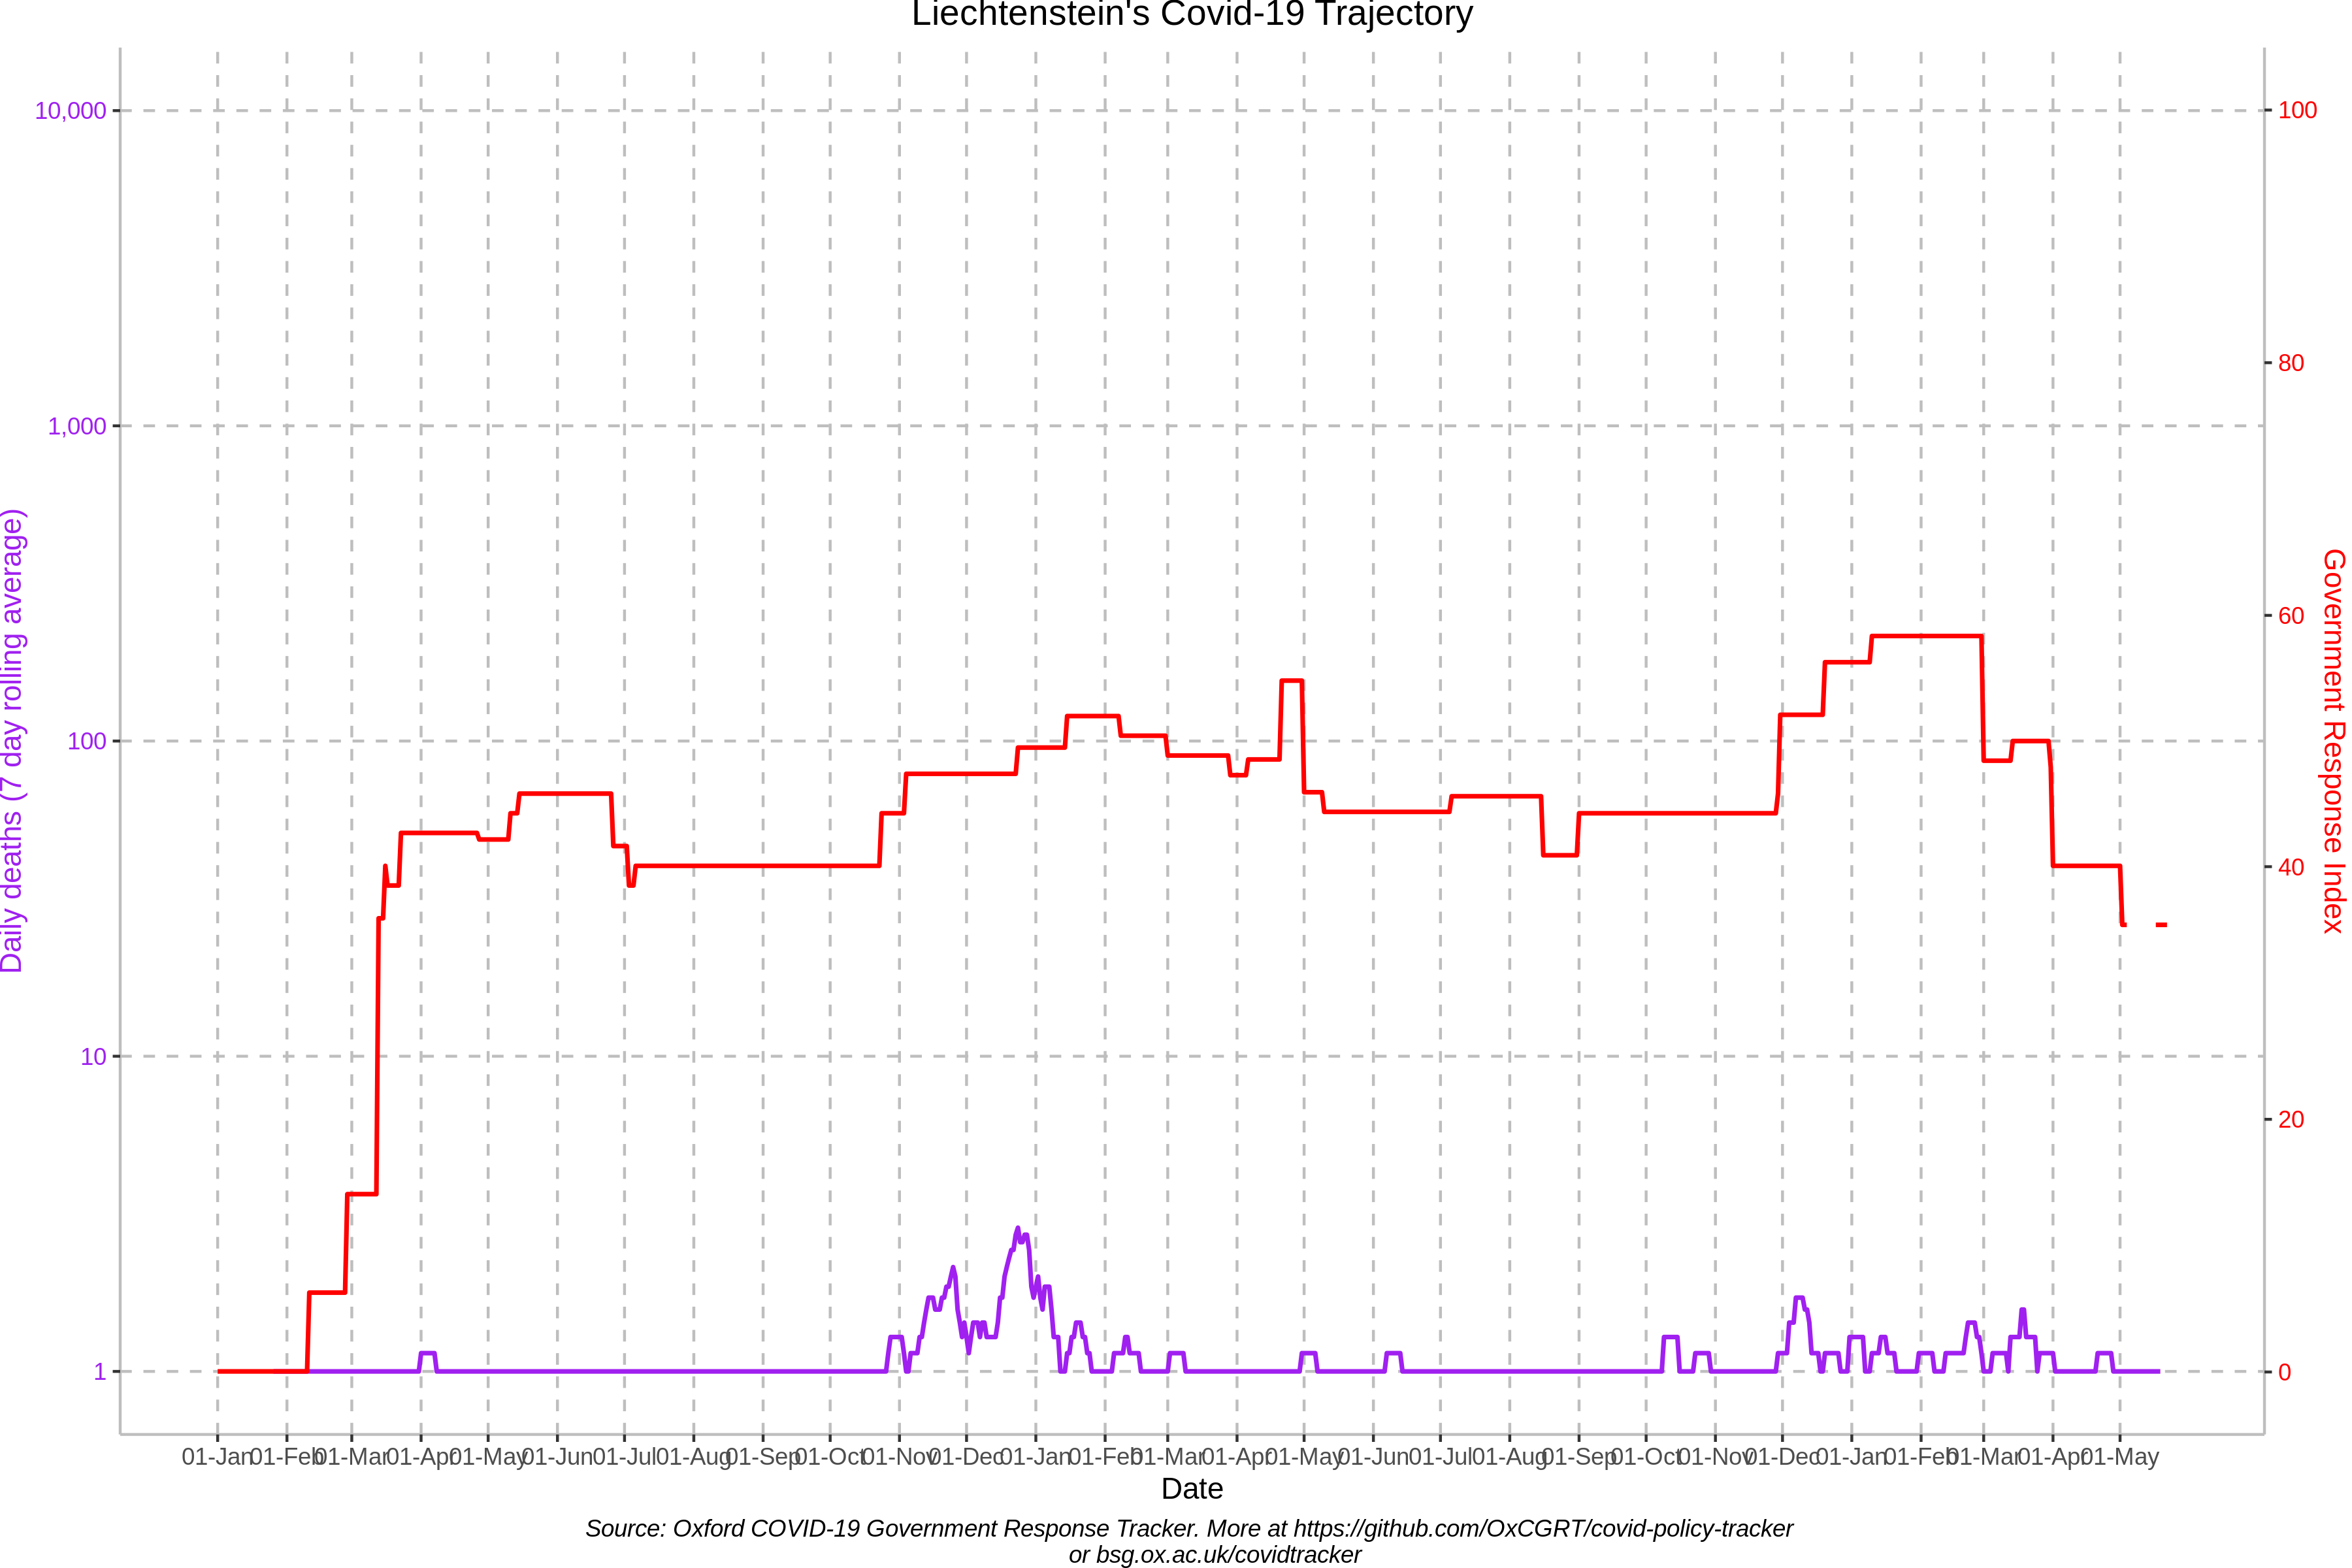 Liechtenstein's Covid-19 Trajectory
10,000
1,000
100
10
1
Daily deaths (7 day rolling average)
100
80
60
40
20
0
Government Response Index
01-Jan 01-Feb 01-Mar 01-Apr 01-May 01-Jun 01-Jul 01-Aug 01-Sep 01-Oct 01-Nov 01-Dec 01-Jan 01-Feb 01-Mar 01-Apr 01-May 01-Jun 01-Jul 01-Aug 01-Sep 01-Oct 01-Nov 01-Dec 01-Jan 01-Feb 01-Mar 01-Apr 01-May
Date
Source: Oxford COVID-19 Government Response Tracker. More at https://github.com/OxCGRT/covid-policy-tracker
or bsg.ox.ac.uk/covidtracker